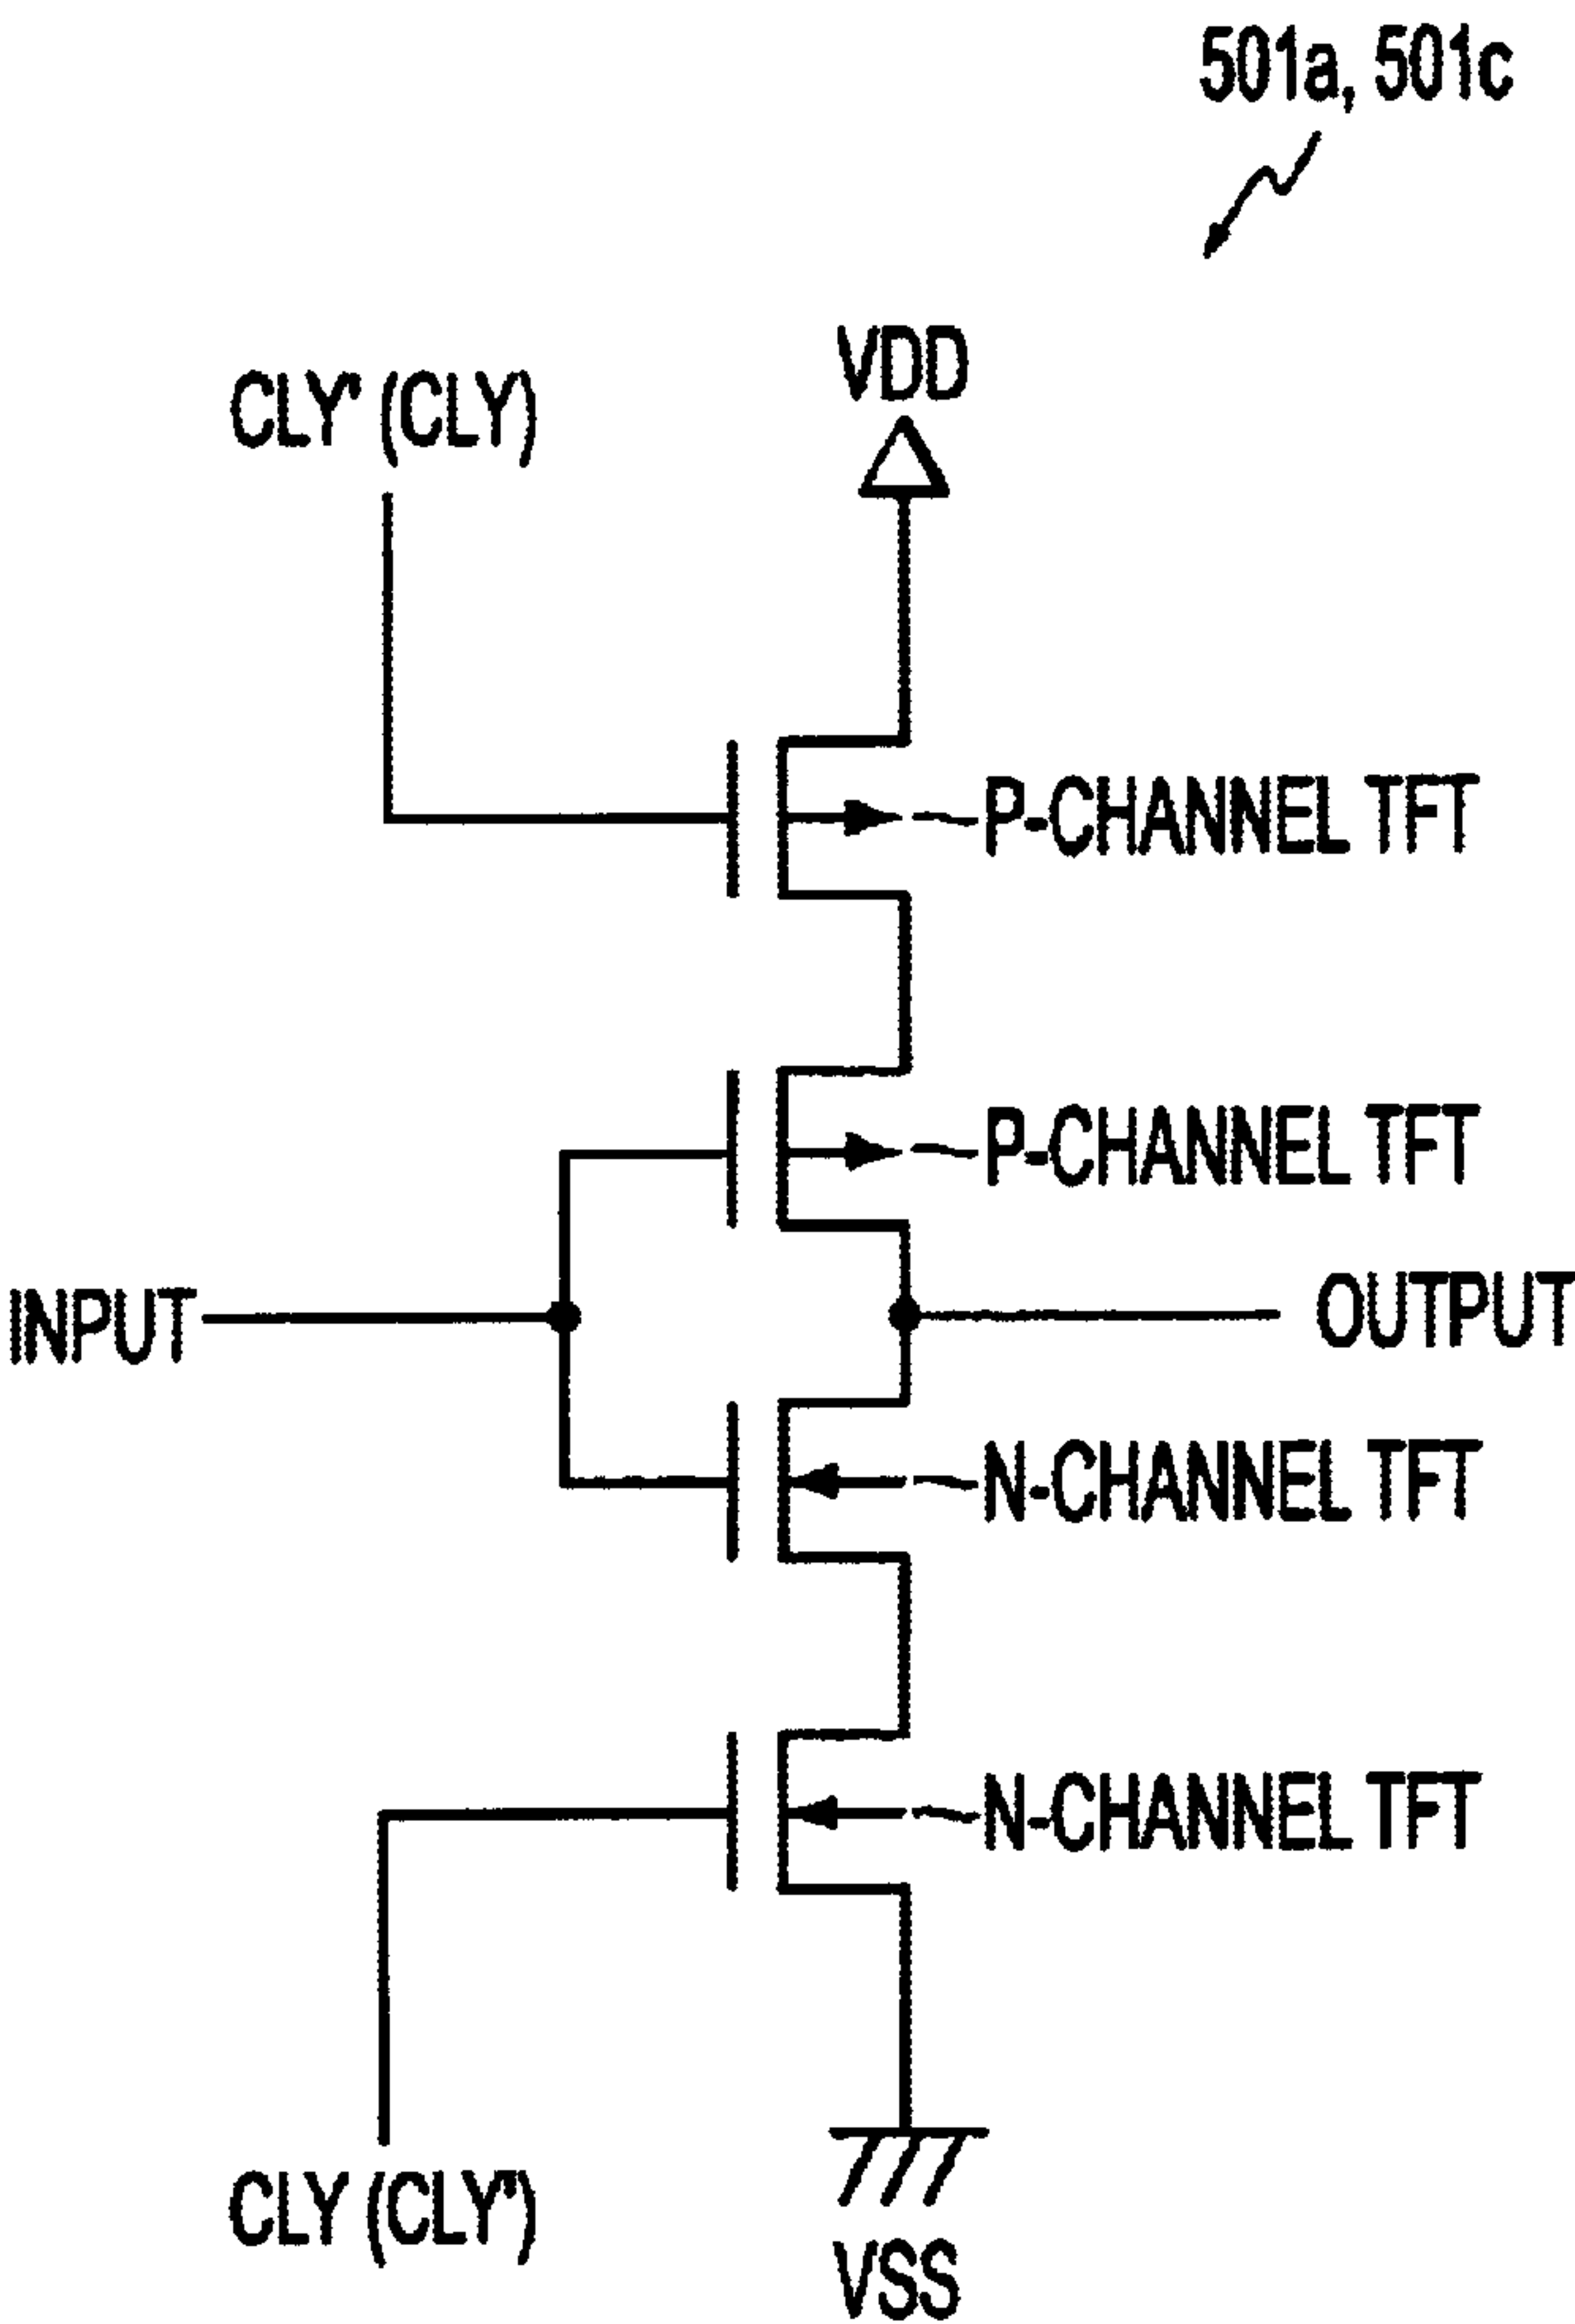 501a, 501c
VDD
CLY' (CLY)
P-CHANNEL TFT
P-CHANNEL TFT
INPUT
OUTPUT
N-CHANNEL TFT
N-CHANNEL TFT
CLY (CLY')
VSS